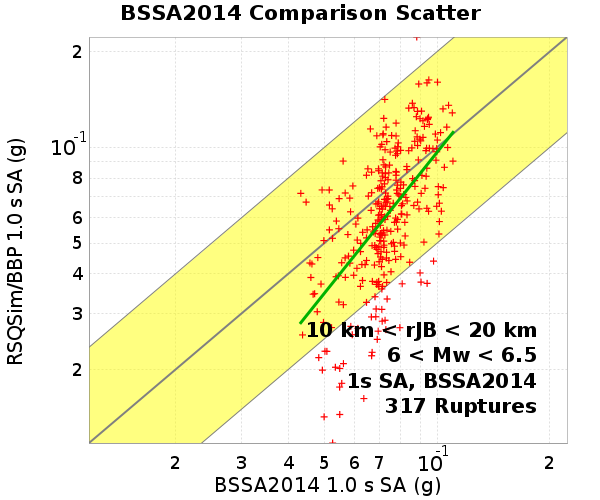 BSSA2014 Comparison Scatter
RSQSim/BBP 1.0 s SA (g)
2
10-1
8
6
5
4
3
2
10 km < rJB < 20 km
6 < Mw < 6.5
1s SA, BSSA2014
317 Ruptures
2 3 4 5 6 7 10-1 2
BSSA2014 1.0 s SA (g)